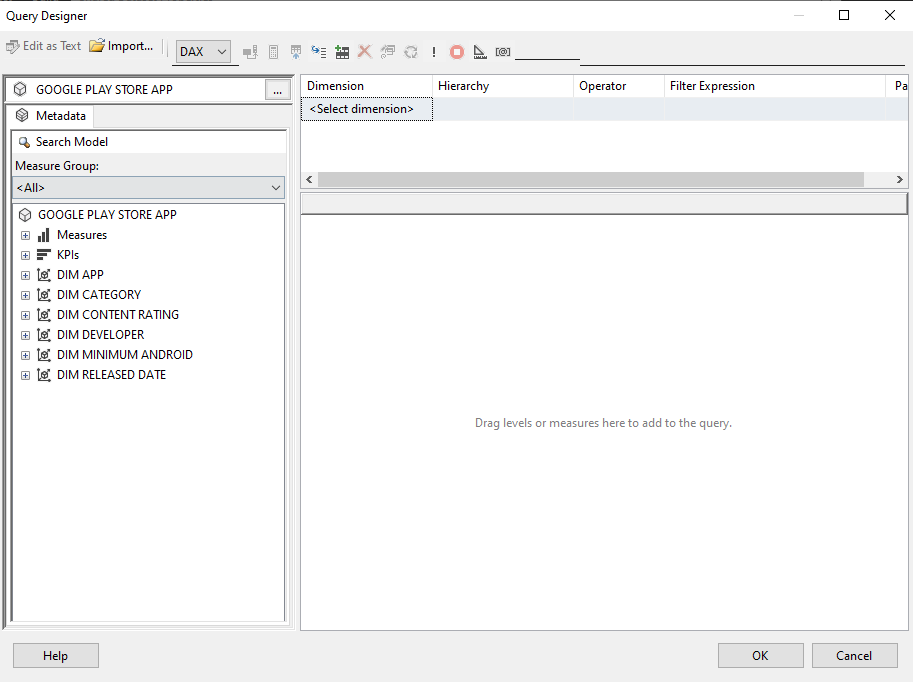 Query Designer
Edit as Text Import... DAX
GOOGLE PLAY STORE APP ...
Metadata
Search Model
Measure Group:
<All>
GOOGLE PLAY STORE APP
Measures
KPIs
DIM APP
DIM CATEGORY
DIM CONTENT RATING
DIM DEVELOPER
DIM MINIMUM ANDROID
DIM RELEASED DATE
Dimension Hierarchy Operator Filter Expression Pa
<Select dimension>
Drag levels or measures here to add to the query.
Help OK Cancel